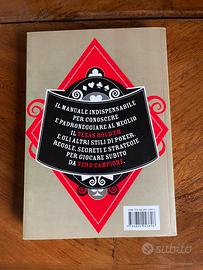 IL MANUALE INDISPENSABILE
PER CONOSCERE
E PADRONEGGIARE AL MEGLIO
IL TEXAS HOLD'EM
E GLI ALTRI STILI DI POKER.
REGOLE, SEGRETI E STRATEGIE
PER GIOCARE SUBITO
DA VERO CAMPIONE.
subito